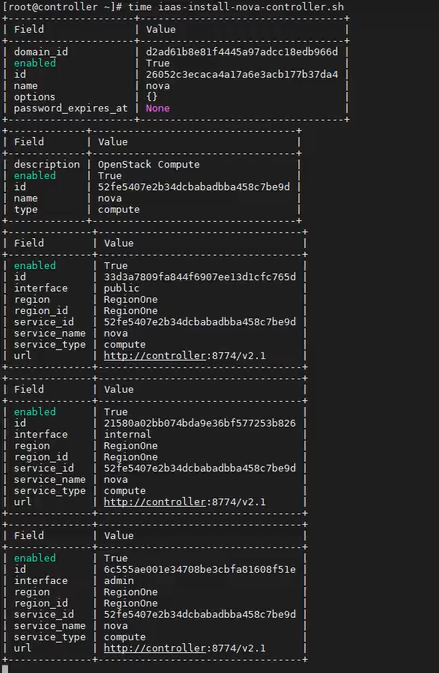 [root@controller ~]# time iaas-install-nova-controller.sh
+---------------------+----------------------------------+
| Field               | Value                            |
+---------------------+----------------------------------+
| domain_id           | d2ad61b8e81f4445a97adcc18edb966d |
| enabled             | True                             |
| id                  | 26052c3ecaca4a17a6e3acb177b37da4 |
| name                | nova                             |
| options             | {}                               |
| password_expires_at | None                             |
+---------------------+----------------------------------+
+-------------+----------------------------------+
| Field       | Value                            |
+-------------+----------------------------------+
| description | OpenStack Compute                |
| enabled     | True                             |
| id          | 52fe5407e2b34dcbabadbba458c7be9d |
| name        | nova                             |
| type        | compute                          |
+-------------+----------------------------------+
+--------------+----------------------------------+
| Field        | Value                            |
+--------------+----------------------------------+
| enabled      | True                             |
| id           | 33d3a7809fa844f6907ee13d1cfc765d |
| interface    | public                           |
| region       | RegionOne                        |
| region_id    | RegionOne                        |
| service_id   | 52fe5407e2b34dcbabadbba458c7be9d |
| service_name | nova                             |
| service_type | compute                          |
| url          | http://controller:8774/v2.1      |
+--------------+----------------------------------+
+--------------+----------------------------------+
| Field        | Value                            |
+--------------+----------------------------------+
| enabled      | True                             |
| id           | 21580a02bb074bda9e36bf577253b826 |
| interface    | internal                         |
| region       | RegionOne                        |
| region_id    | RegionOne                        |
| service_id   | 52fe5407e2b34dcbabadbba458c7be9d |
| service_name | nova                             |
| service_type | compute                          |
| url          | http://controller:8774/v2.1      |
+--------------+----------------------------------+
+--------------+----------------------------------+
| Field        | Value                            |
+--------------+----------------------------------+
| enabled      | True                             |
| id           | 6c555ae001e34708be3cbfa81608f51e |
| interface    | admin                            |
| region       | RegionOne                        |
| region_id    | RegionOne                        |
| service_id   | 52fe5407e2b34dcbabadbba458c7be9d |
| service_name | nova                             |
| service_type | compute                          |
| url          | http://controller:8774/v2.1      |
+--------------+----------------------------------+